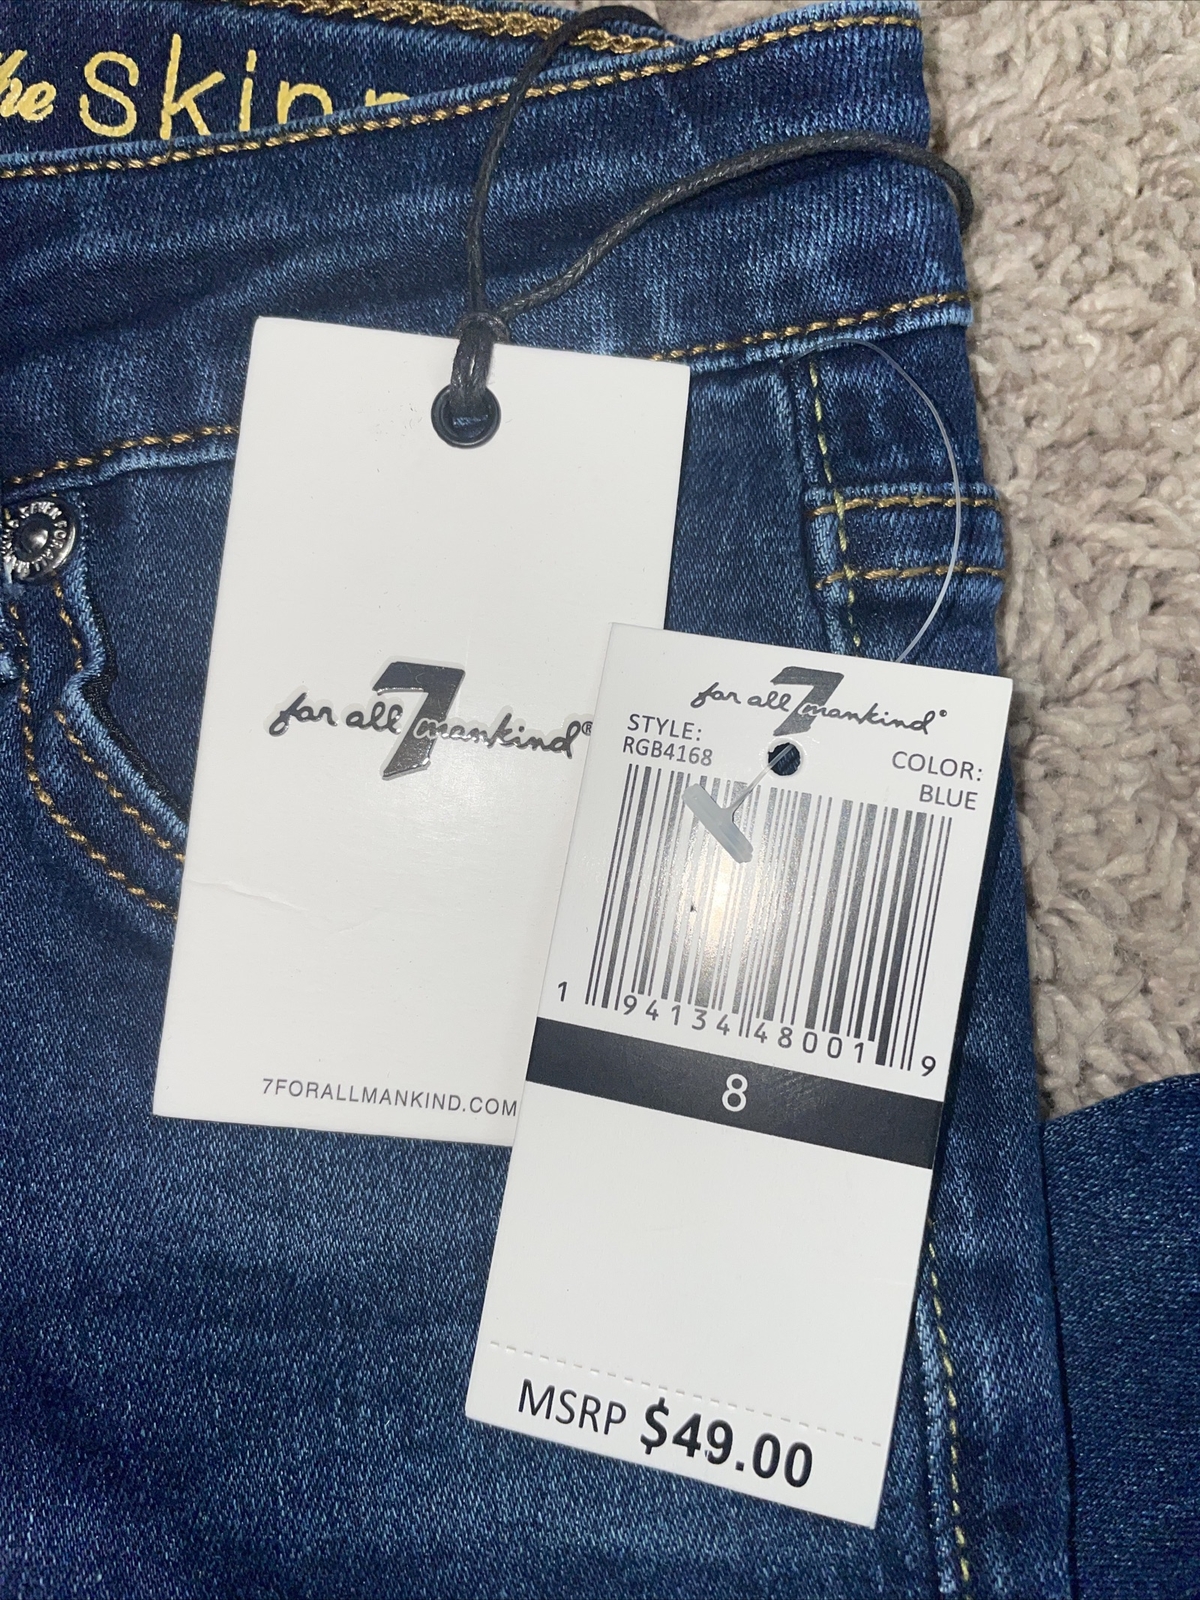 the Skinn
for all 7 mankind®
7FORALLMANKIND.COM
for all 7 mankind®
STYLE:
RGB4168
COLOR:
BLUE
1 94134 48001 9
8
MSRP $49.00